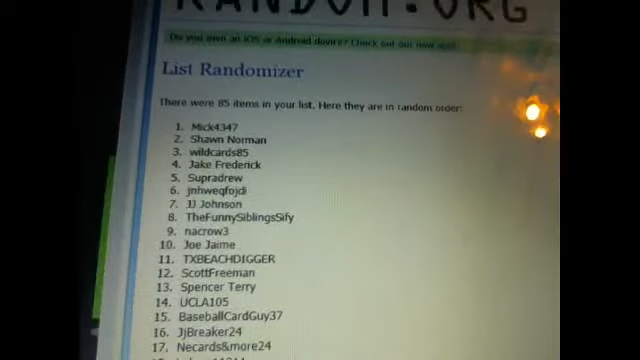 RANDOM.ORG
Do you own an iOS or Android device? Check out our new app!
List Randomizer
There were 85 items in your list. Here they are in random order:
1. Mick4347
2. Shawn Norman
3. wildcards85
4. Jake Frederick
5. Supradrew
6. jnhweqfojdi
7. JJ Johnson
8. TheFunnySiblingsSify
9. nacrow3
10. Joe Jaime
11. TXBEACHDIGGER
12. ScottFreeman
13. Spencer Terry
14. UCLA105
15. BaseballCardGuy37
16. JjBreaker24
17. Necards&more24